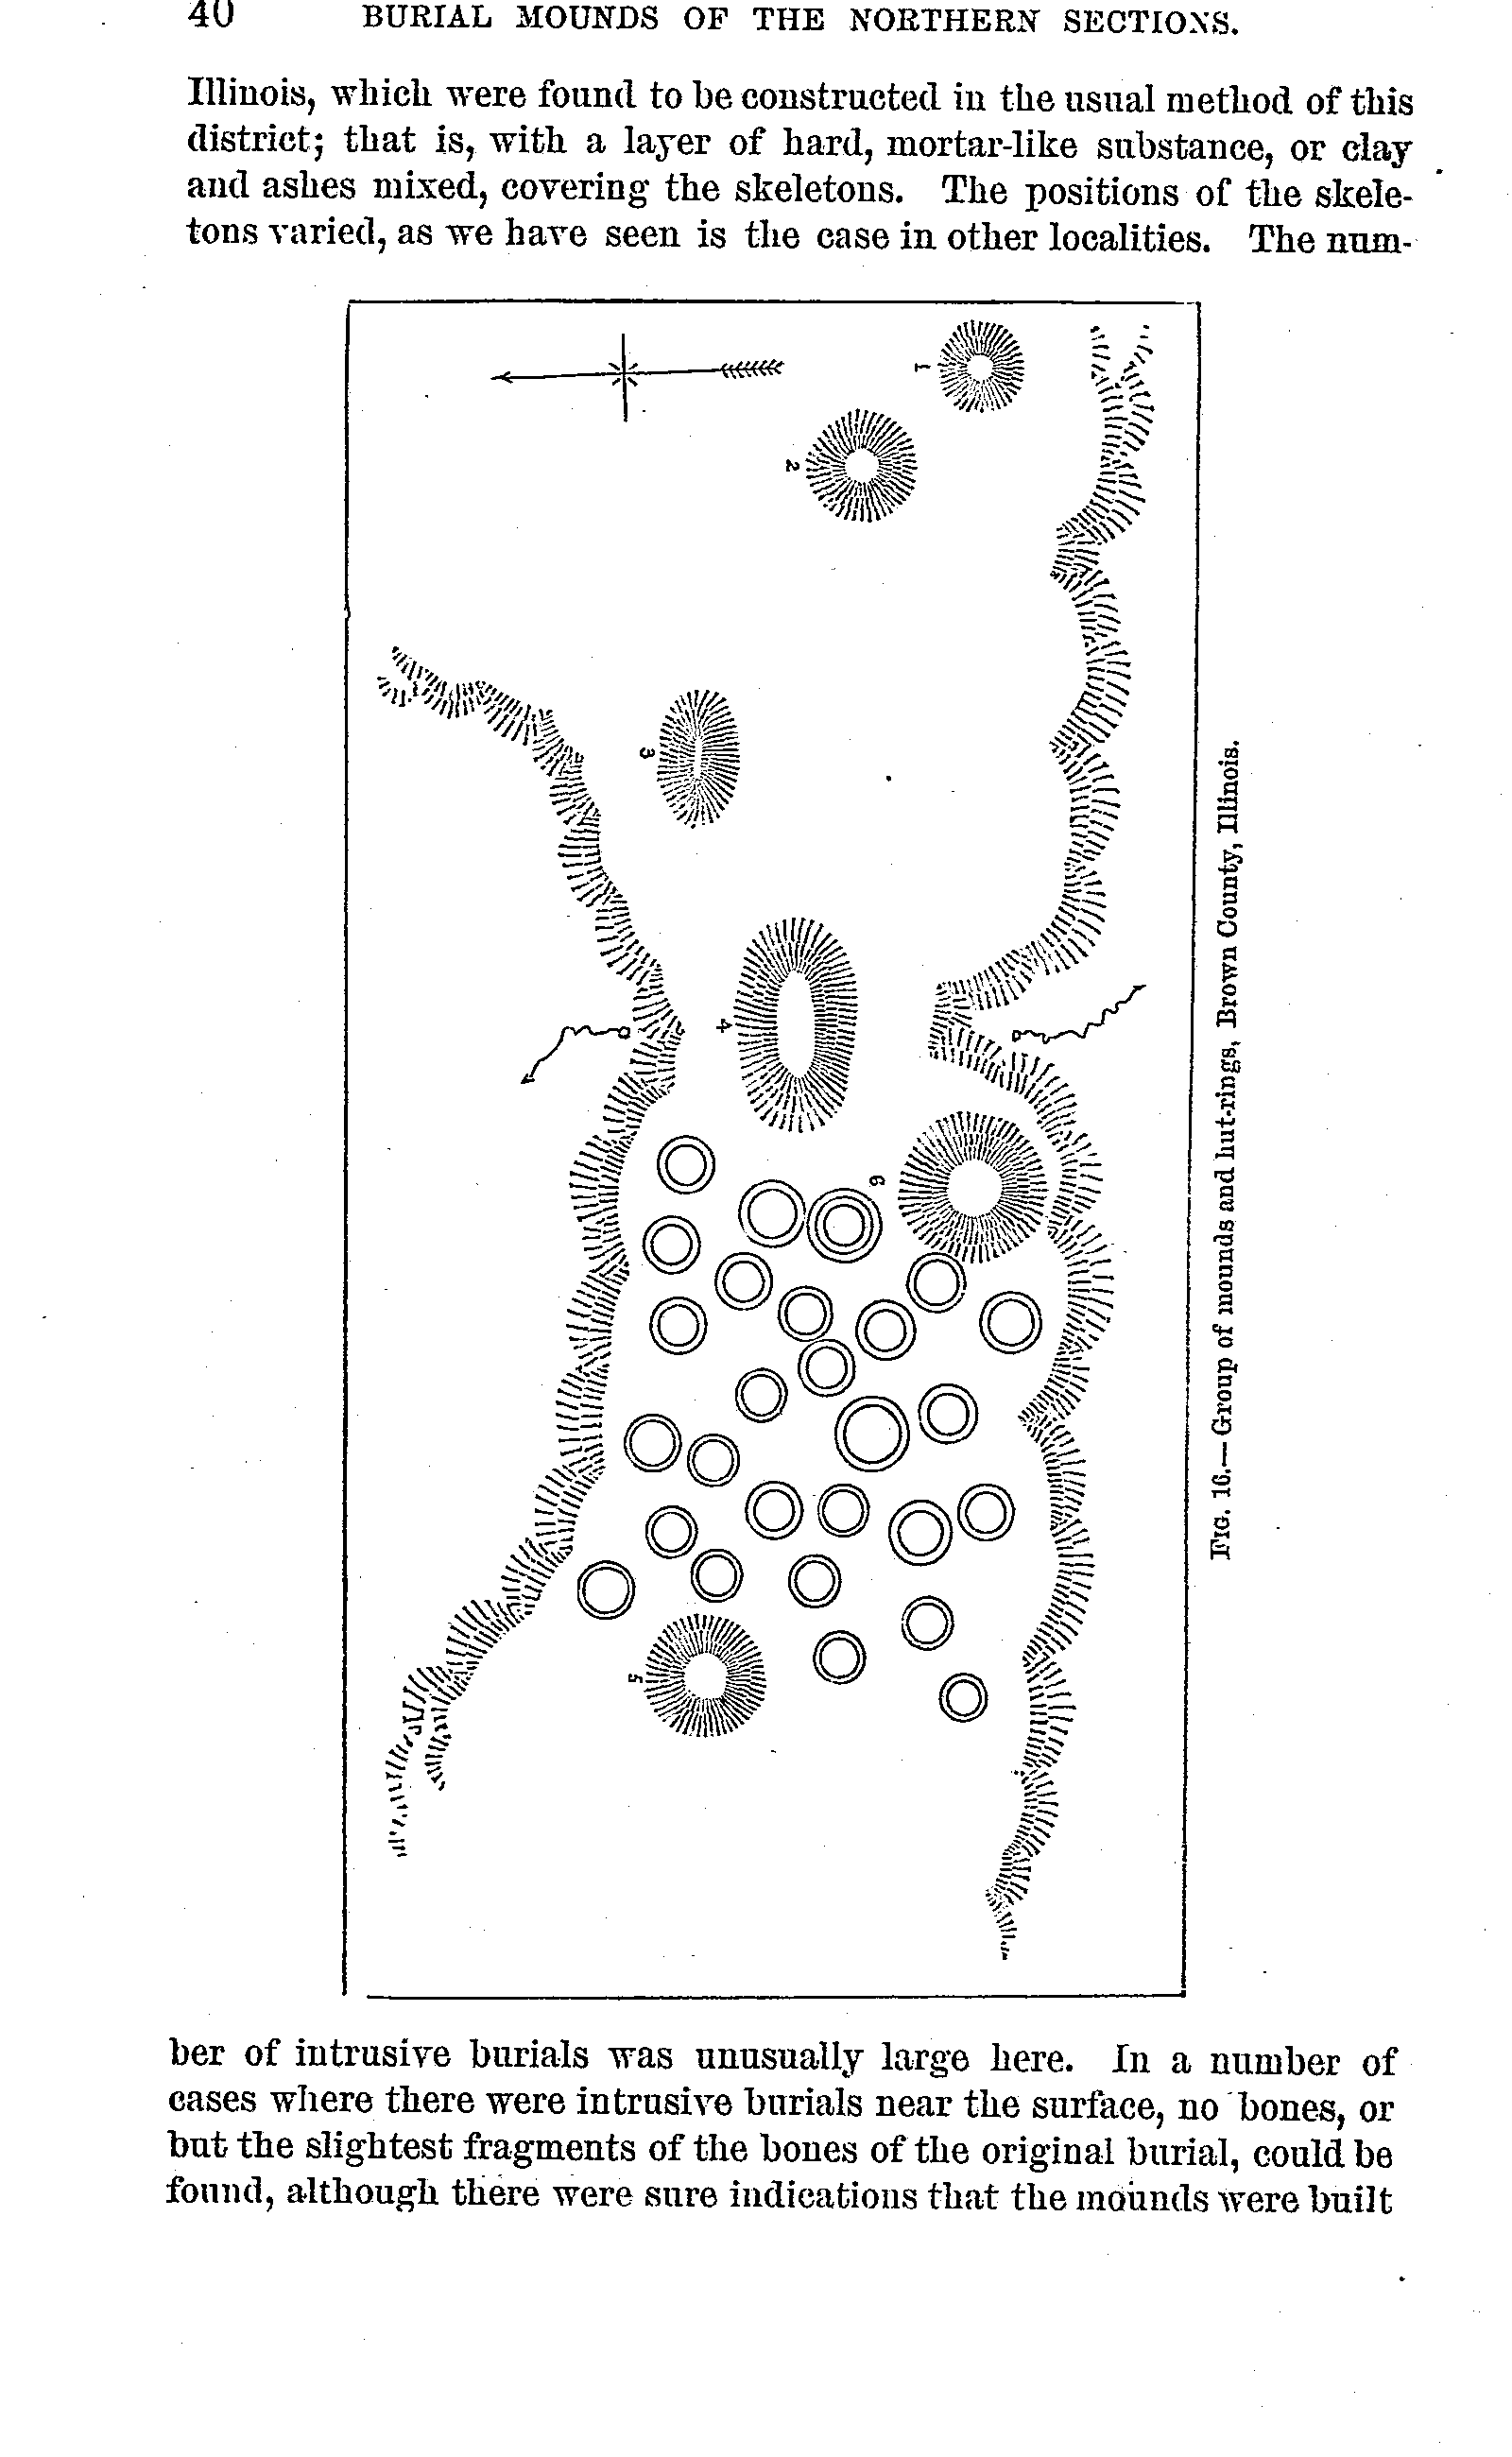 40 BURIAL MOUNDS OF THE NORTHERN SECTIONS.
Illinois, which were found to be constructed in the usual method of this
district; that is, with a layer of hard, mortar-like substance, or clay
and ashes mixed, covering the skeletons. The positions of the skele-
tons varied, as we have seen is the case in other localities. The num-
1
2
3
4
6
5
FIG. 16.—Group of mounds and hut-rings, Brown County, Illinois.
ber of intrusive burials was unusually large here. In a number of
cases where there were intrusive burials near the surface, no bones, or
but the slightest fragments of the bones of the original burial, could be
found, although there were sure indications that the mounds were built